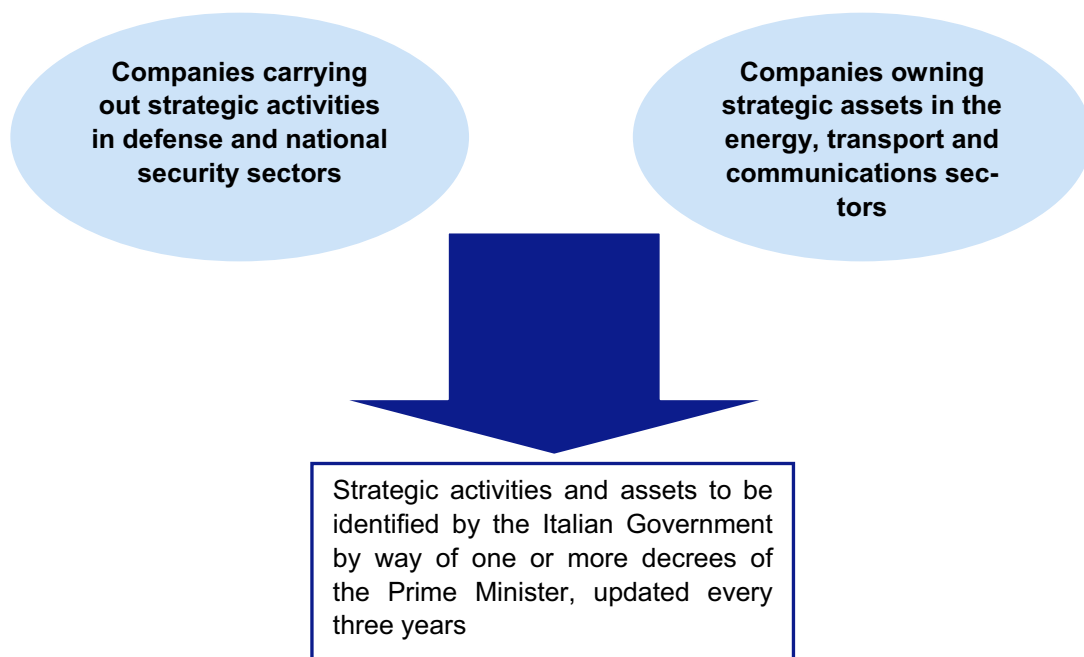 Companies carrying
out strategic activities
in defense and national
security sectors
Companies owning
strategic assets in the
energy, transport and
communications sec-
tors
Strategic activities and assets to be
identified by the Italian Government
by way of one or more decrees of
the Prime Minister, updated every
three years